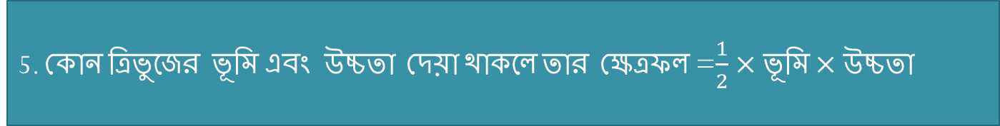 5. কোন ত্রিভুজের ভূমি এবং উচ্চতা দেয়া থাকলে তার ক্ষেত্রফল =1/2 × ভূমি × উচ্চতা